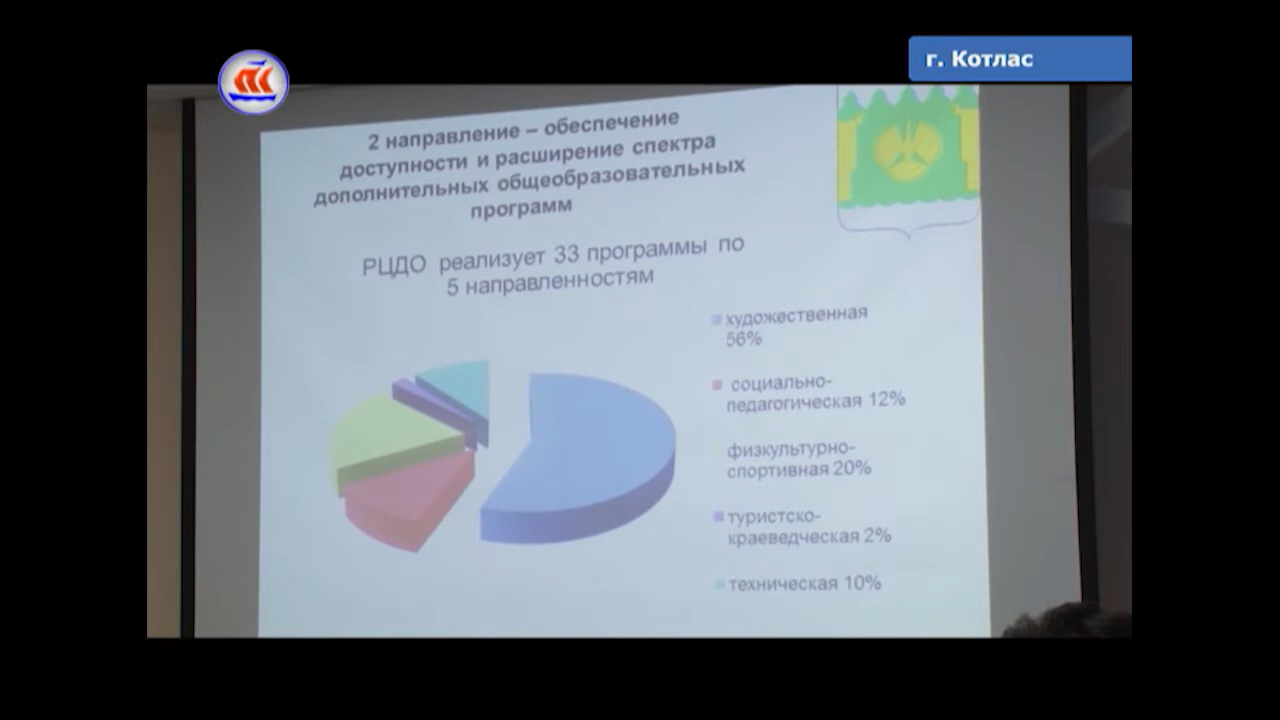 г. Котлас
2 направление – обеспечение
доступности и расширение спектра
дополнительных общеобразовательных
программ
РЦДО реализует 33 программы по
5 направленностям
художественная
56%
социально-
педагогическая 12%
физкультурно-
спортивная 20%
туристско-
краеведческая 2%
техническая 10%